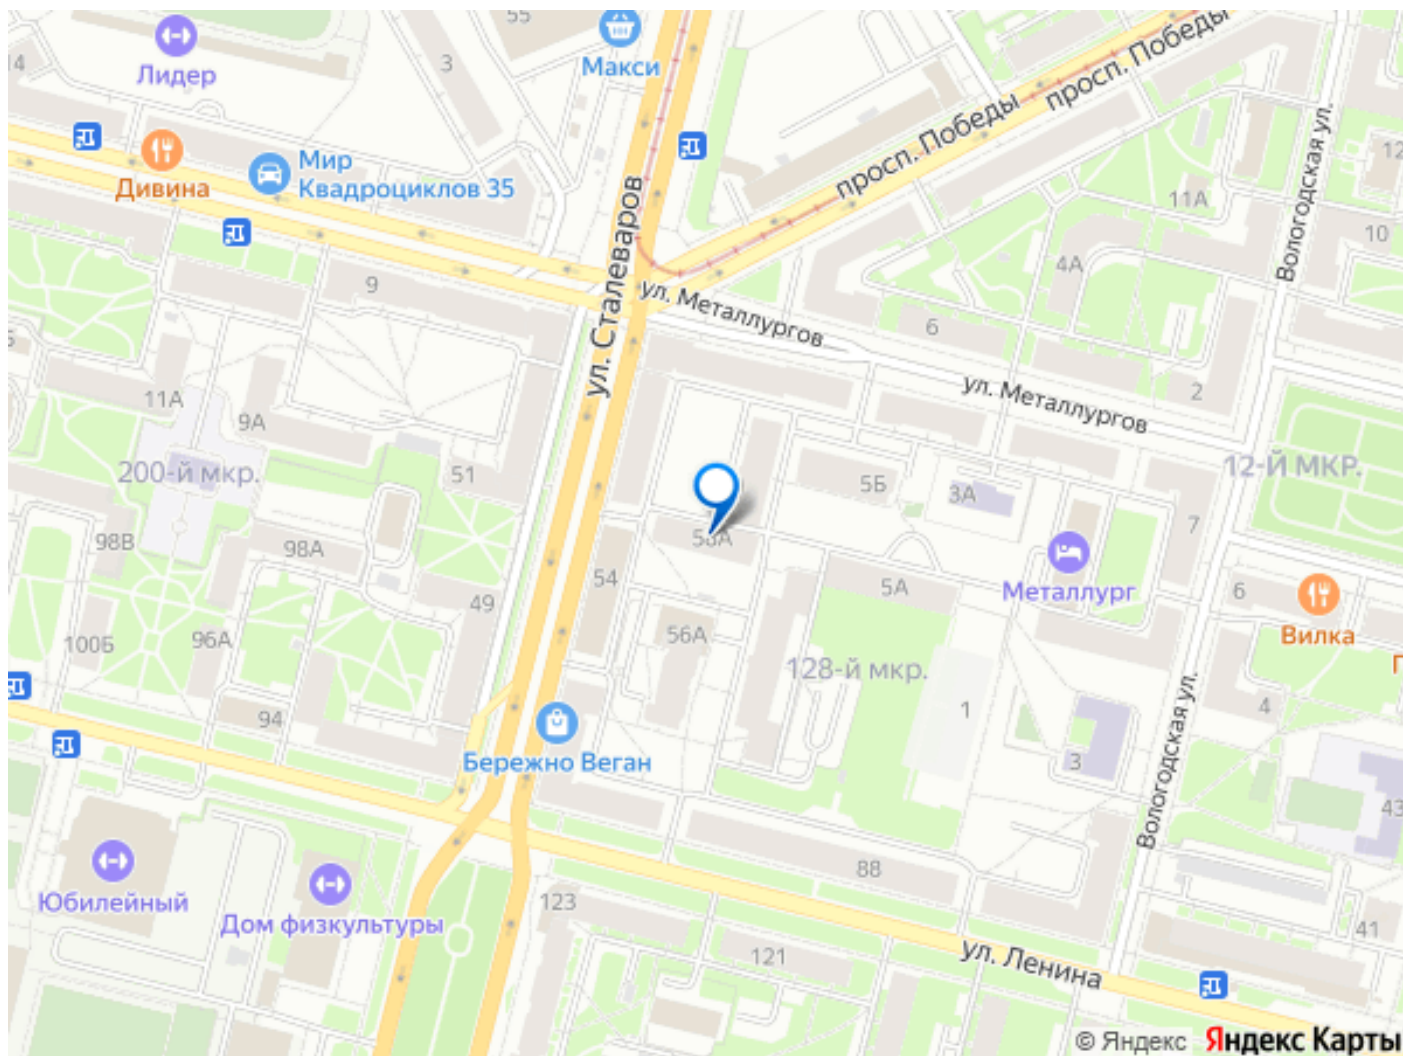 55
Лидер
14
3
Макси
просп. Победы
просп. Победы
Дивина
Мир
Квадроциклов 35
ул. Сталеваров
Вологодская ул.
12
11А
10
4А
9
ул. Металлургов
6
2
ул. Металлургов
11А
9А
200-й мкр.
51
5Б
3А
12-Й МКР.
7
98В
98А
54
5А
Металлург
6
Вилка
49
100Б
96А
56А
128-й мкр.
94
1
4
Бережно Веган
3
Вологодская ул.
43
88
Юбилейный
Дом физкультуры
123
121
ул. Ленина
41
© Яндекс Яндекс Карты